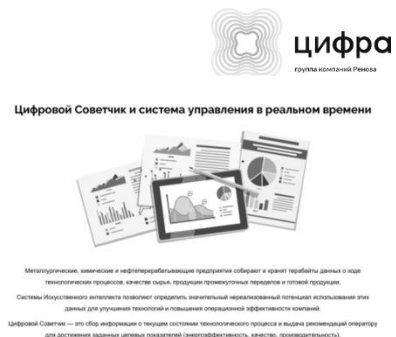 цифра
группа компаний Ренова
Цифровой Советчик и система управления в реальном времени
Металлургические, химические и нефтеперерабатывающие предприятия собирают и хранят терабайты данных о ходе
технологических процессов, качестве сырья, продукции промежуточных переделов и готовой продукции.
Системы Искусственного интеллекта позволяют определить значительный нереализованный потенциал использования этих
данных для улучшения технологий и повышения операционной эффективности компаний.
Цифровой Советчик — это сбор информации о текущем состоянии технологического процесса и выдача рекомендаций оператору
для достижения заданных целевых показателей (энергоэффективность, качество, производительность).